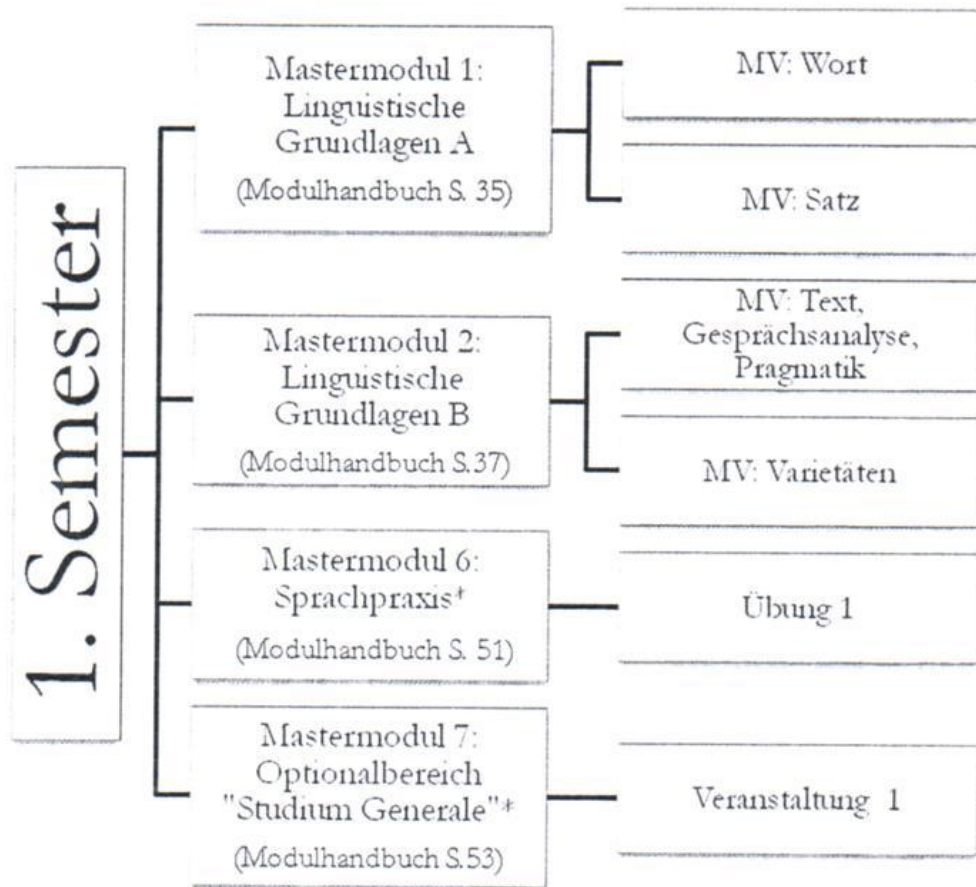 1. Semester
Mastermodul 1:
Linguistische
Grundlagen A
(Modulhandbuch S. 35)
MV: Wort
MV: Satz
Mastermodul 2:
Linguistische
Grundlagen B
(Modulhandbuch S.37)
MV: Text,
Gesprächsanalyse,
Pragmatik
MV: Varietäten
Mastermodul 6:
Sprachpraxis*
(Modulhandbuch S. 51)
Übung 1
Mastermodul 7:
Optionalbereich
"Studium Generale"*
(Modulhandbuch S.53)
Veranstaltung 1